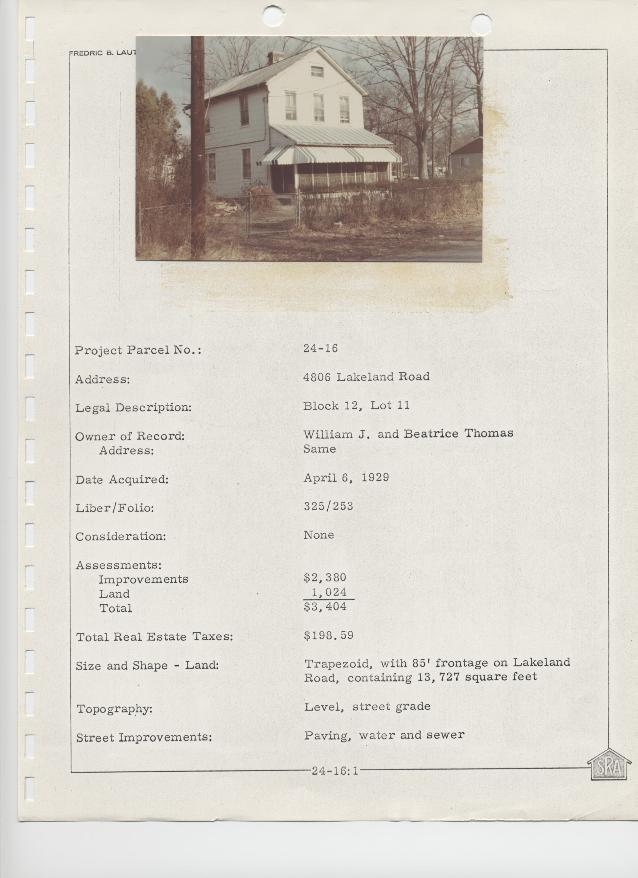 FREDRIC B. LAUT
Project Parcel No.: 24-16
Address: 4806 Lakeland Road
Legal Description: Block 12, Lot 11
Owner of Record: William J. and Beatrice Thomas
Address: Same
Date Acquired: April 6, 1929
Liber/Folio: 325/253
Consideration: None
Assessments:
Improvements $2,380
Land 1,024
Total $3,404
Total Real Estate Taxes: $198.59
Size and Shape - Land: Trapezoid, with 85' frontage on Lakeland
Road, containing 13,727 square feet
Topography: Level, street grade
Street Improvements: Paving, water and sewer
24-16:1
SRA